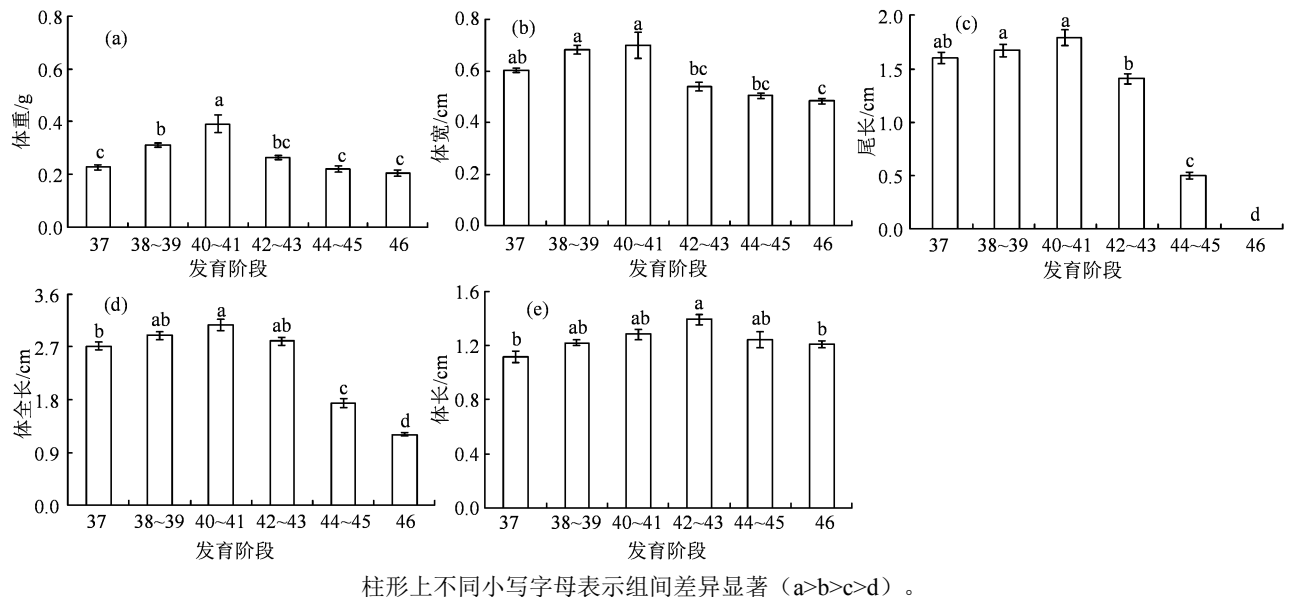 (a)
体重/g
0.8
0.6
0.4
0.2
0.0
c
b
a
bc
c
c
37 38~39 40~41 42~43 44~45 46
发育阶段
(b)
体宽/cm
0.8
0.6
0.4
0.2
0.0
ab
a
a
bc
bc
c
37 38~39 40~41 42~43 44~45 46
发育阶段
(c)
尾长/cm
2.0
1.5
1.0
0.5
0.0
ab
a
a
b
c
d
37 38~39 40~41 42~43 44~45 46
发育阶段
(d)
体全长/cm
3.6
2.7
1.8
0.9
0.0
b
ab
a
ab
c
d
37 38~39 40~41 42~43 44~45 46
发育阶段
(e)
体长/cm
1.6
1.2
0.8
0.4
0.0
b
ab
ab
a
ab
b
37 38~39 40~41 42~43 44~45 46
发育阶段
柱形上不同小写字母表示组间差异显著（a>b>c>d）。